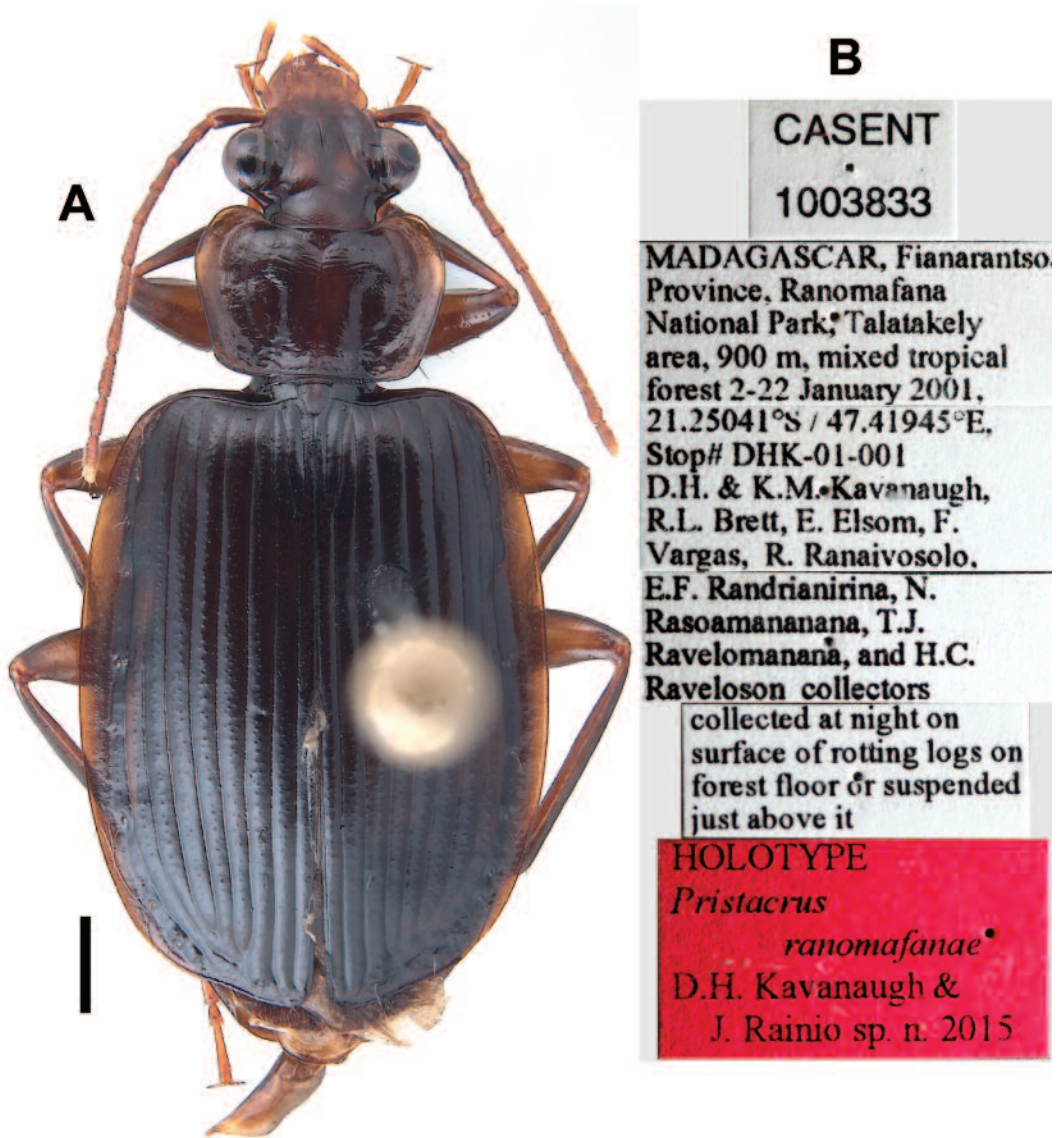 A
B
CASENT
1003833
MADAGASCAR, Fianarantso.
Province, Ranomafana
National Park, Talatakely
area, 900 m, mixed tropical
forest 2-22 January 2001,
21.25041°S / 47.41945°E,
Stop# DHK-01-001
D.H. & K.M. Kavanaugh,
R.L. Brett, E. Elsom, F.
Vargas, R. Ranaivosolo,
E.F. Randrianirina, N.
Rasoamananana, T.J.
Ravelomanana, and H.C.
Raveloson collectors
collected at night on
surface of rotting logs on
forest floor or suspended
just above it
HOLOTYPE
Pristacrus
ranomafanae
D.H. Kavanaugh &
J. Rainio sp. n. 2015